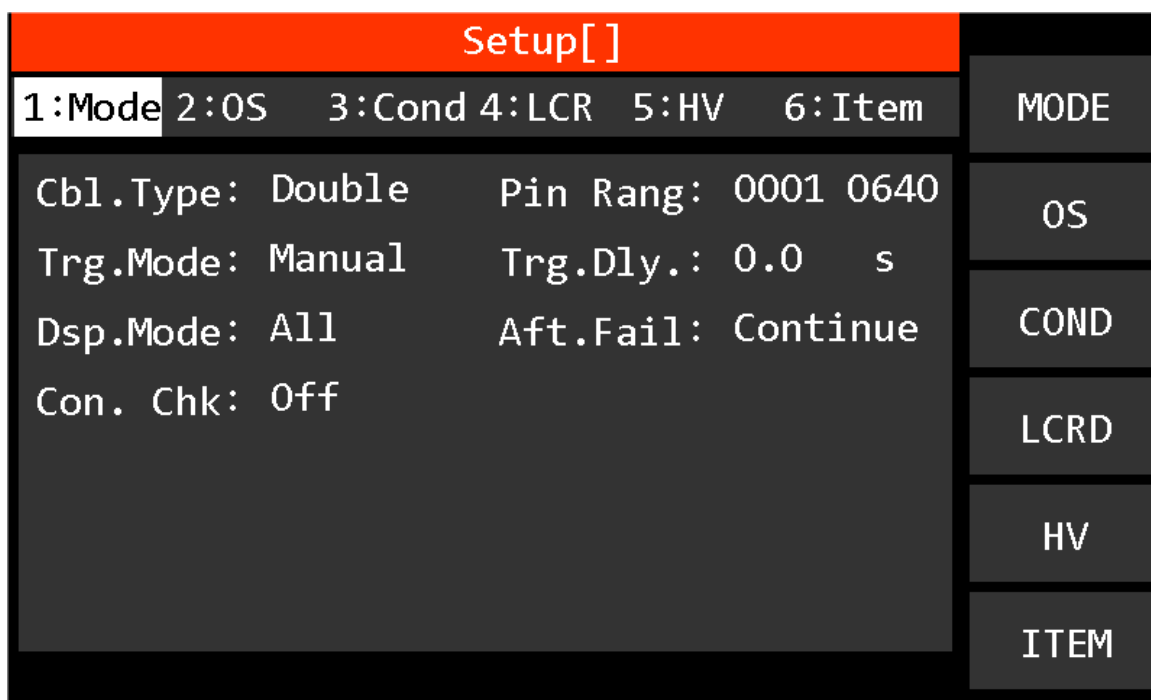 Setup[]
1:Mode 2:OS 3:Cond 4:LCR 5:HV 6:Item
Cbl.Type: Double Pin Rang: 0001 0640
Trg.Mode: Manual Trg.Dly.: 0.0 s
Dsp.Mode: All Aft.Fail: Continue
Con. Chk: Off
MODE
OS
COND
LCRD
HV
ITEM